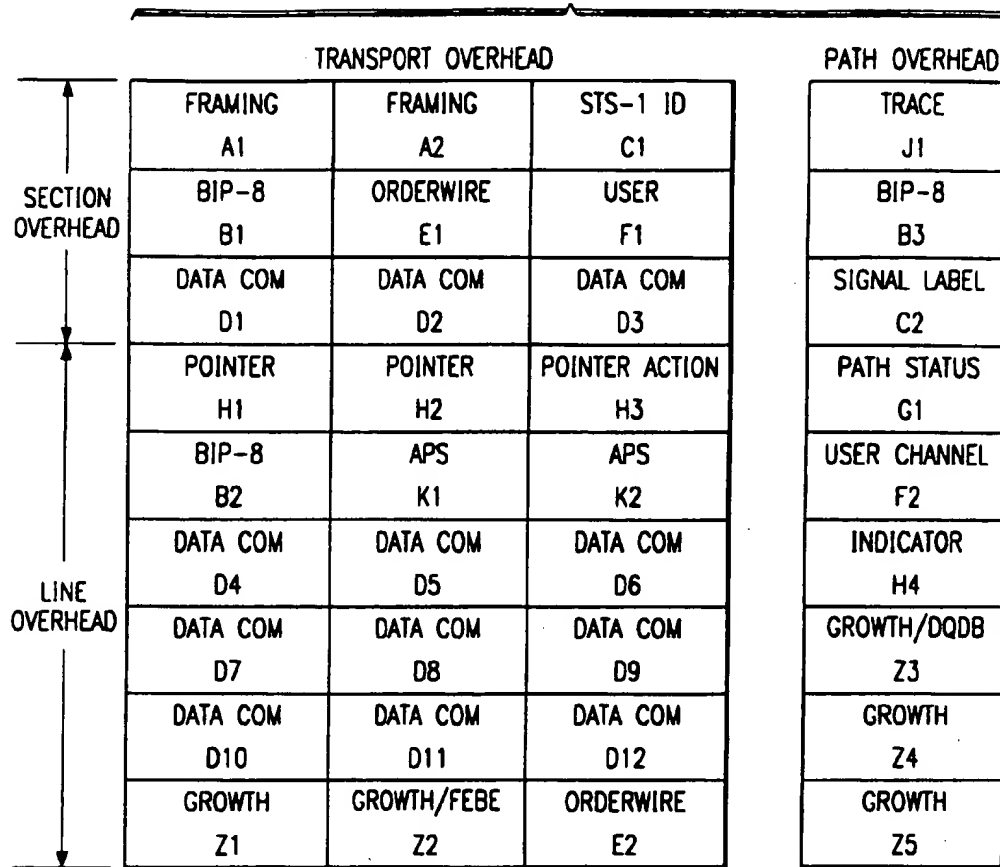 TRANSPORT OVERHEAD PATH OVERHEAD
FRAMING FRAMING STS-1 ID TRACE
A1 A2 C1 J1
SECTION OVERHEAD
BIP-8 ORDERWIRE USER BIP-8
B1 E1 F1 B3
DATA COM DATA COM DATA COM SIGNAL LABEL
D1 D2 D3 C2
POINTER POINTER POINTER ACTION PATH STATUS
H1 H2 H3 G1
BIP-8 APS APS USER CHANNEL
B2 K1 K2 F2
DATA COM DATA COM DATA COM INDICATOR
D4 D5 D6 H4
LINE OVERHEAD
DATA COM DATA COM DATA COM GROWTH/DQDB
D7 D8 D9 Z3
DATA COM DATA COM DATA COM GROWTH
D10 D11 D12 Z4
GROWTH GROWTH/FEBE ORDERWIRE GROWTH
Z1 Z2 E2 Z5